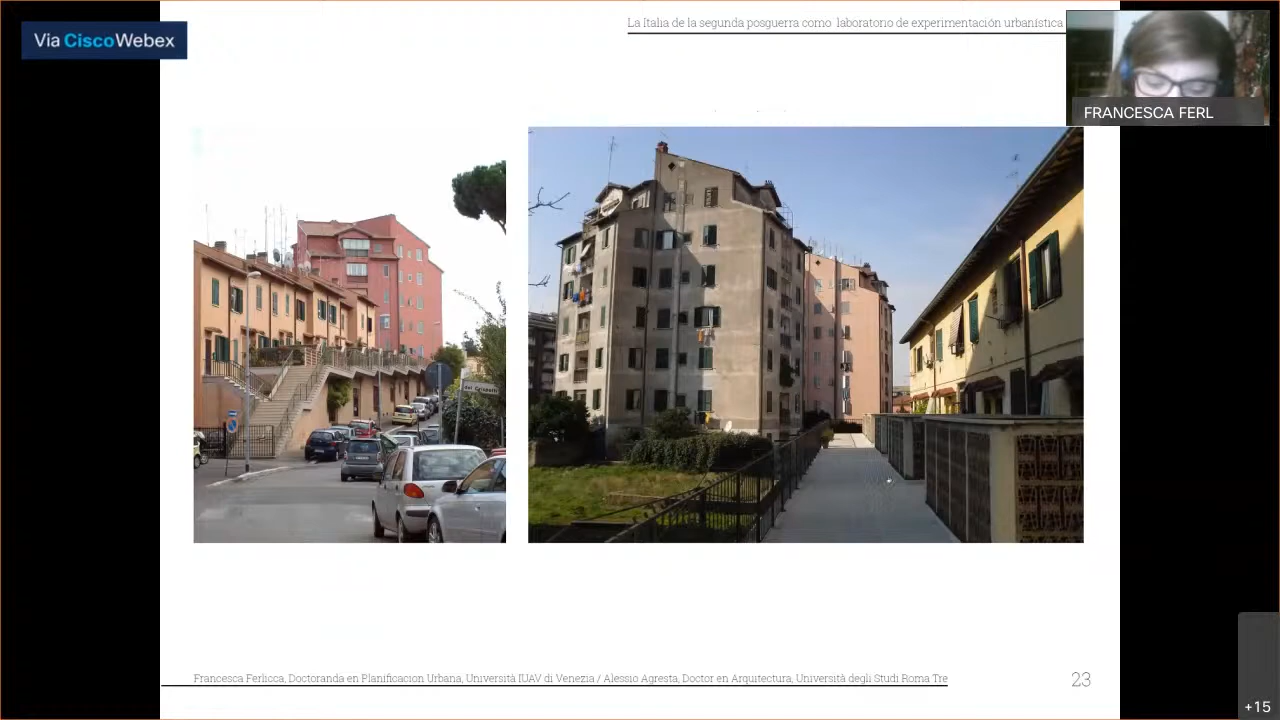 La Italia de la segunda posguerra como laboratorio de experimentación urbanística
Via CiscoWebex
FRANCESCA FERL
Francesca Ferlicca, Doctoranda en Planificacion Urbana, Università IUAV di Venezia / Alessio Agresta, Doctor en Arquitectura, Università degli Studi Roma Tre
23
+15